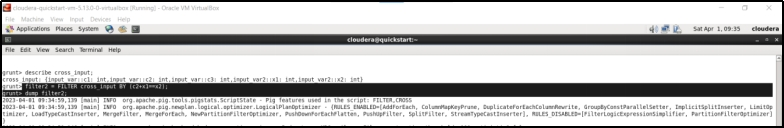 cloudera-quickstart-vm-5.13.0-0-virtualbox [Running] - Oracle VM VirtualBox
File Machine View Input Devices Help
Applications Places System Sat Apr 1, 09:35 cloudera
cloudera@quickstart:~
File Edit View Search Terminal Help
grunt> describe cross_input;
cross_input: {input_var::c1: int,input_var::c2: int,input_var::c3: int,input_var2::x1: int,input_var2::x2: int}
grunt> filter2 = FILTER cross_input BY (c2+x1==x2);
grunt> dump filter2;
2023-04-01 09:34:59,139 [main] INFO org.apache.pig.tools.pigstats.ScriptState - Pig features used in the script: FILTER,CROSS
2023-04-01 09:34:59,139 [main] INFO org.apache.pig.newplan.logical.optimizer.LogicalPlanOptimizer - {RULES_ENABLED=[AddForEach, ColumnMapKeyPrune, DuplicateForEachColumnRewrite, GroupByConstParallelSetter, ImplicitSplitInserter, LimitOp
timizer, LoadTypeCastInserter, MergeFilter, MergeForEach, NewPartitionFilterOptimizer, PushDownForEachFlatten, PushUpFilter, SplitFilter, StreamTypeCastInserter], RULES_DISABLED=[FilterLogicExpressionSimplifier, PartitionFilterOptimizer]
}